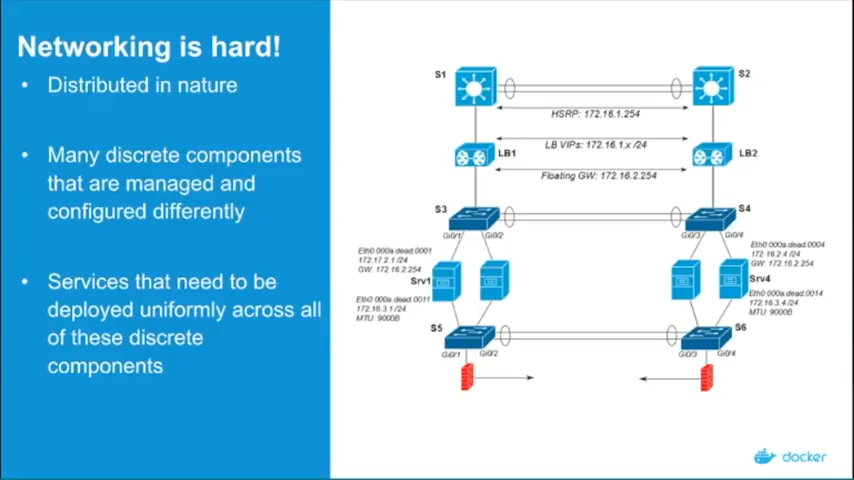 Networking is hard!
• Distributed in nature
• Many discrete components
that are managed and
configured differently
• Services that need to be
deployed uniformly across all
of these discrete
components
S1
S2
HSRP: 172.16.1.254
LB VIPs: 172.16.1.x /24
LB1
LB2
Floating GW: 172.16.2.254
S3
S4
Gi0/1
Gi0/2
Gi0/3
Gi0/4
Eth0 000a.dead.0001
172.17.2.1 /24
GW: 172.16.2.254
Eth0 000a.dead.0004
172.16.2.4 /24
GW: 172.16.2.254
Srv1
Srv1
Srv4
Eth0 000a.dead.0011
172.16.3.1 /24
MTU: 9000B
Eth0 000a.dead.0014
172.16.3.4 /24
MTU: 9000B
S5
S6
Gi0/1
Gi0/2
Gi0/3
Gi0/4
docker